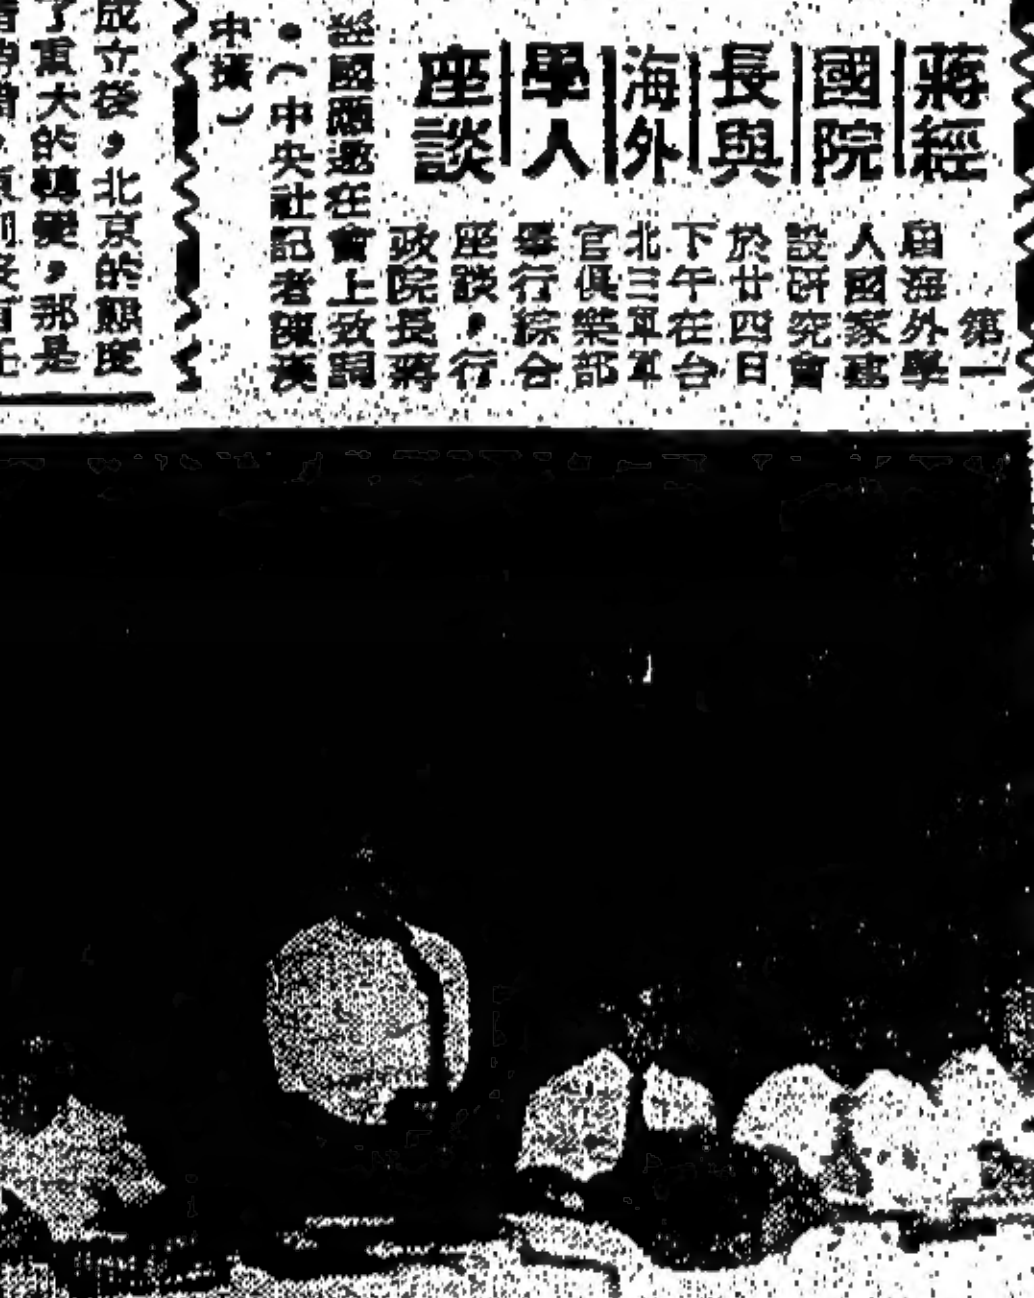 蔣經
國院
長與
海外
學人
座談
第一
屆海外學
人國家建
設研究會
於廿四日
下午在台
北三軍軍
官俱樂部
舉行綜合
座談,行
政院長蔣
經國應邀在會上致詞
。(中央社記者陳漢
中攝)
成立後,北京的態度
了重大的轉變,那是